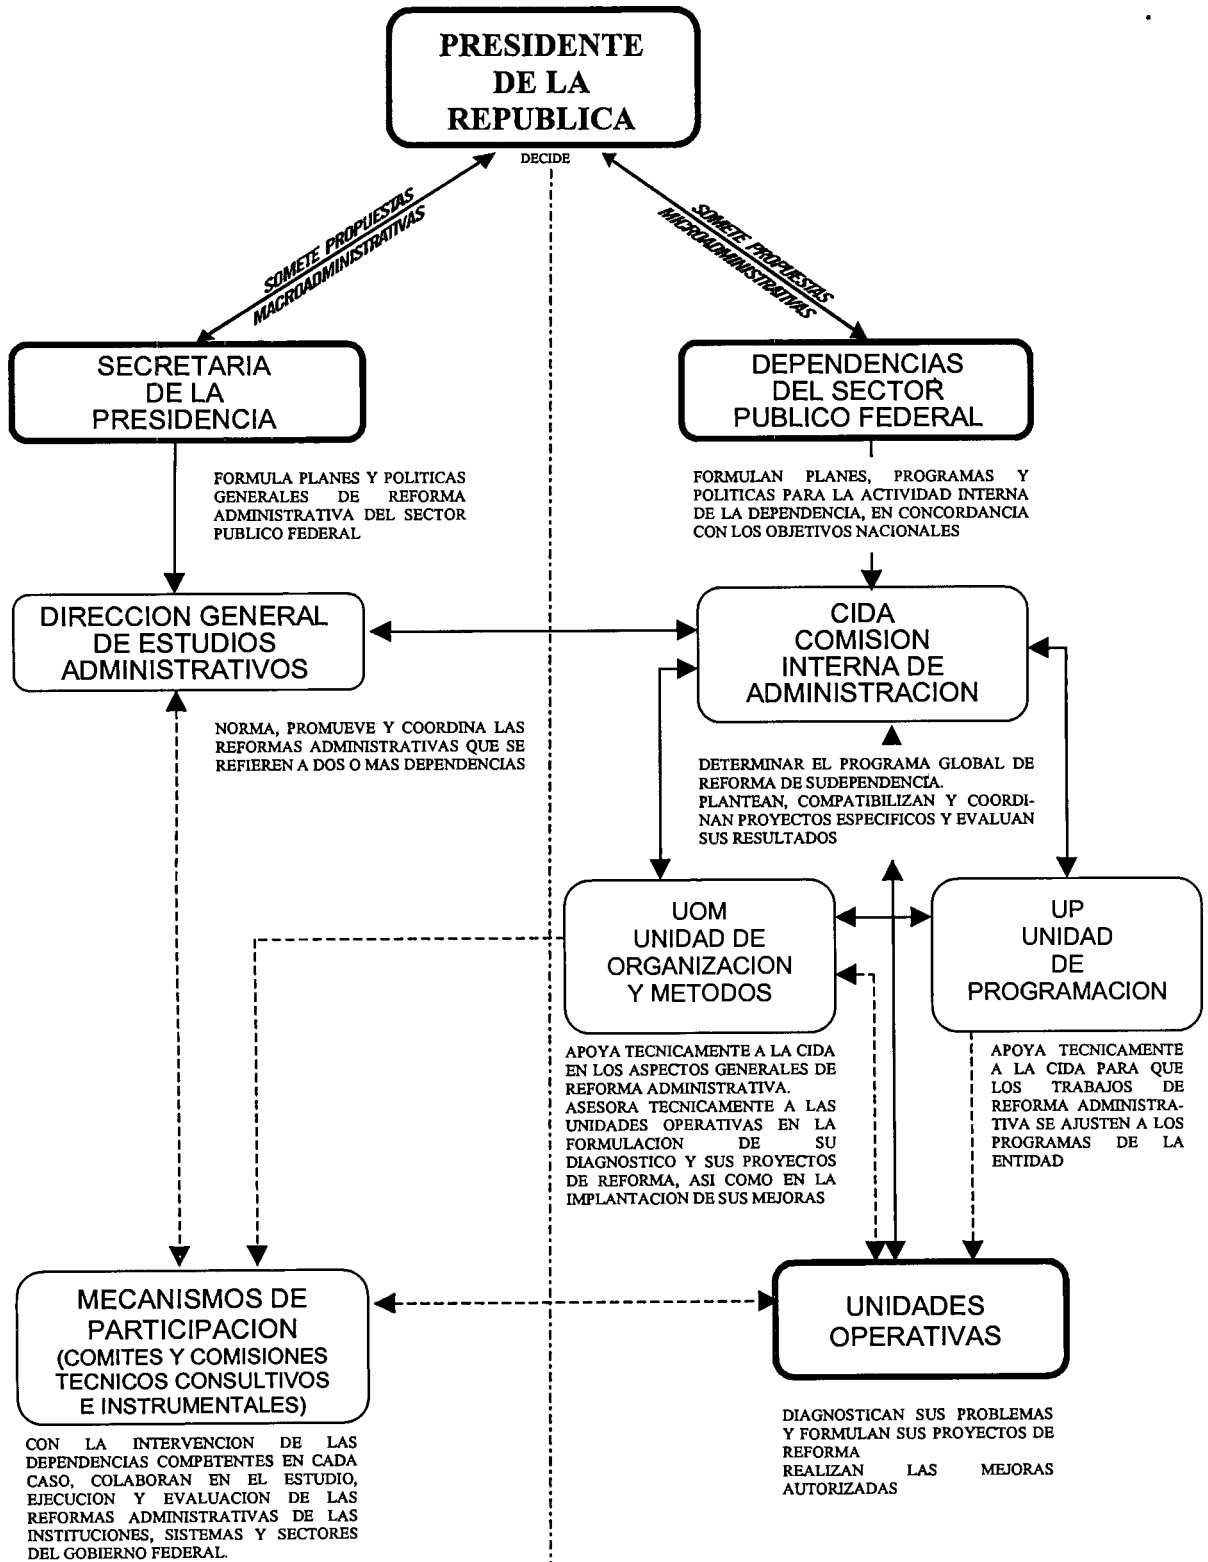 PRESIDENTE
DE LA
REPUBLICA
DECIDE
SOMETE PROPUESTAS
MACROADMINISTRATIVAS
SOMETE PROPUESTAS
MICROADMINISTRATIVAS
SECRETARIA
DE LA
PRESIDENCIA
DEPENDENCIAS
DEL SECTOR
PUBLICO FEDERAL
FORMULA PLANES Y POLITICAS
GENERALES DE REFORMA
ADMINISTRATIVA DEL SECTOR
PUBLICO FEDERAL
FORMULAN PLANES, PROGRAMAS Y
POLITICAS PARA LA ACTIVIDAD INTERNA
DE LA DEPENDENCIA, EN CONCORDANCIA
CON LOS OBJETIVOS NACIONALES
DIRECCION GENERAL
DE ESTUDIOS
ADMINISTRATIVOS
CIDA
COMISION
INTERNA DE
ADMINISTRACION
NORMA, PROMUEVE Y COORDINA LAS
REFORMAS ADMINISTRATIVAS QUE SE
REFIEREN A DOS O MAS DEPENDENCIAS
DETERMINAR EL PROGRAMA GLOBAL DE
REFORMA DE SUDEPENDENCIA.
PLANTEAN, COMPATIBILIZAN Y COORDI-
NAN PROYECTOS ESPECIFICOS Y EVALUAN
SUS RESULTADOS
UOM
UNIDAD DE
ORGANIZACION
Y METODOS
UP
UNIDAD
DE
PROGRAMACION
APOYA TECNICAMENTE A LA CIDA
EN LOS ASPECTOS GENERALES DE
REFORMA ADMINISTRATIVA.
ASESORA TECNICAMENTE A LAS
UNIDADES OPERATIVAS EN LA
FORMULACION DE SU
DIAGNOSTICO Y SUS PROYECTOS
DE REFORMA, ASI COMO EN LA
IMPLANTACION DE SUS MEJORAS
APOYA TECNICAMENTE
A LA CIDA PARA QUE
LOS TRABAJOS DE
REFORMA ADMINISTRA-
TIVA SE AJUSTEN A LOS
PROGRAMAS DE LA
ENTIDAD
MECANISMOS DE
PARTICIPACION
(COMITES Y COMISIONES
TECNICOS CONSULTIVOS
E INSTRUMENTALES)
UNIDADES
OPERATIVAS
CON LA INTERVENCION DE LAS
DEPENDENCIAS COMPETENTES EN CADA
CASO, COLABORAN EN EL ESTUDIO,
EJECUCION Y EVALUACION DE LAS
REFORMAS ADMINISTRATIVAS DE LAS
INSTITUCIONES, SISTEMAS Y SECTORES
DEL GOBIERNO FEDERAL.
DIAGNOSTICAN SUS PROBLEMAS
Y FORMULAN SUS PROYECTOS DE
REFORMA
REALIZAN LAS MEJORAS
AUTORIZADAS